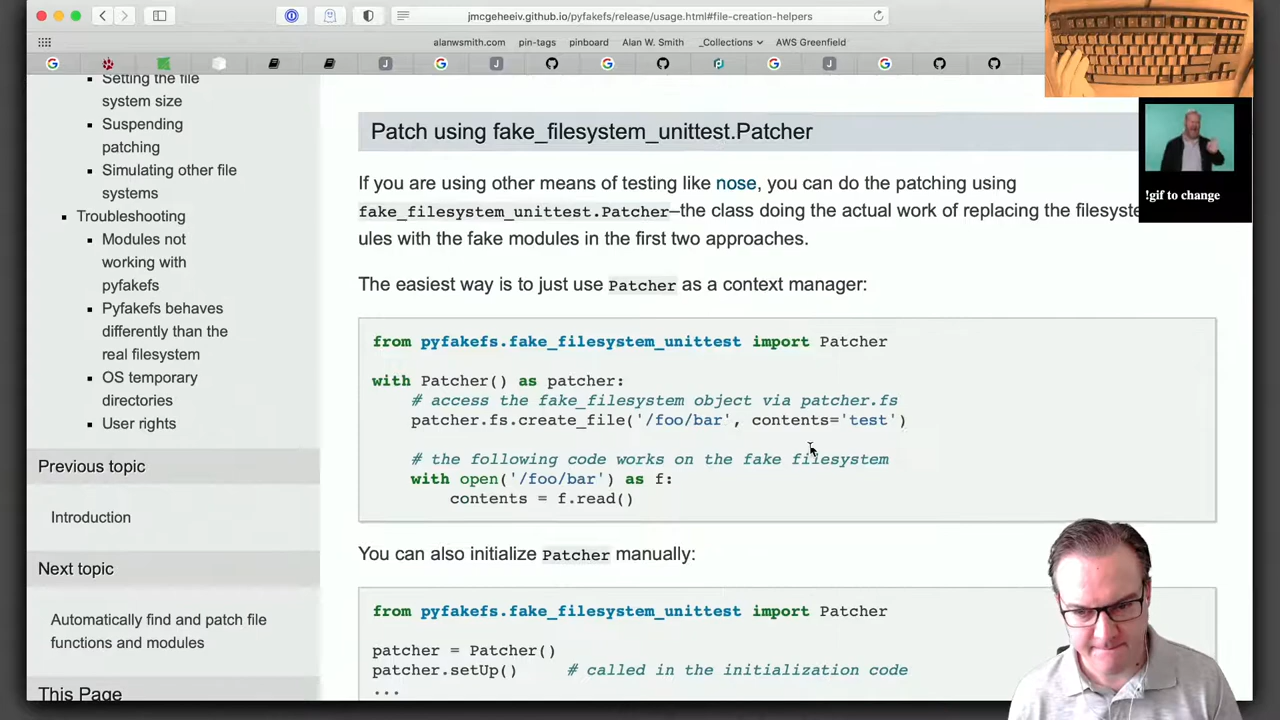 jmcgeheeiv.github.io/pyfakefs/release/usage.html#file-creation-helpers
alanwsmith.com pin-tags pinboard Alan W. Smith _Collections AWS Greenfield
Setting the file
system size
Suspending
patching
Simulating other file
systems
Troubleshooting
Modules not
working with
pyfakefs
Pyfakefs behaves
differently than the
real filesystem
OS temporary
directories
User rights
Previous topic
Introduction
Next topic
Automatically find and patch file
functions and modules
This Page
Patch using fake_filesystem_unittest.Patcher
If you are using other means of testing like nose, you can do the patching using
fake_filesystem_unittest.Patcher–the class doing the actual work of replacing the filesyste
ules with the fake modules in the first two approaches.
The easiest way is to just use Patcher as a context manager:
from pyfakefs.fake_filesystem_unittest import Patcher
with Patcher() as patcher:
# access the fake_filesystem object via patcher.fs
patcher.fs.create_file('/foo/bar', contents='test')
# the following code works on the fake filesystem
with open('/foo/bar') as f:
contents = f.read()
You can also initialize Patcher manually:
from pyfakefs.fake_filesystem_unittest import Patcher
patcher = Patcher()
patcher.setUp() # called in the initialization code
...
!gif to change